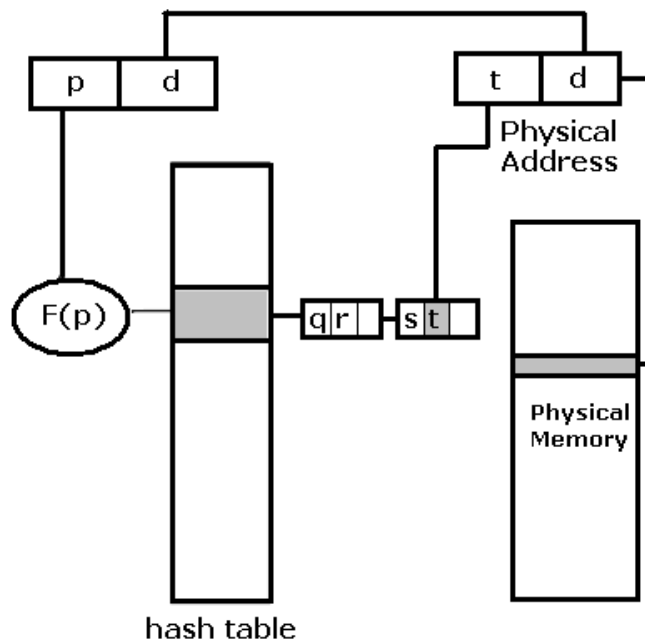 p d
t d
Physical
Address
F(p)
q r
s t
Physical
Memory
hash table